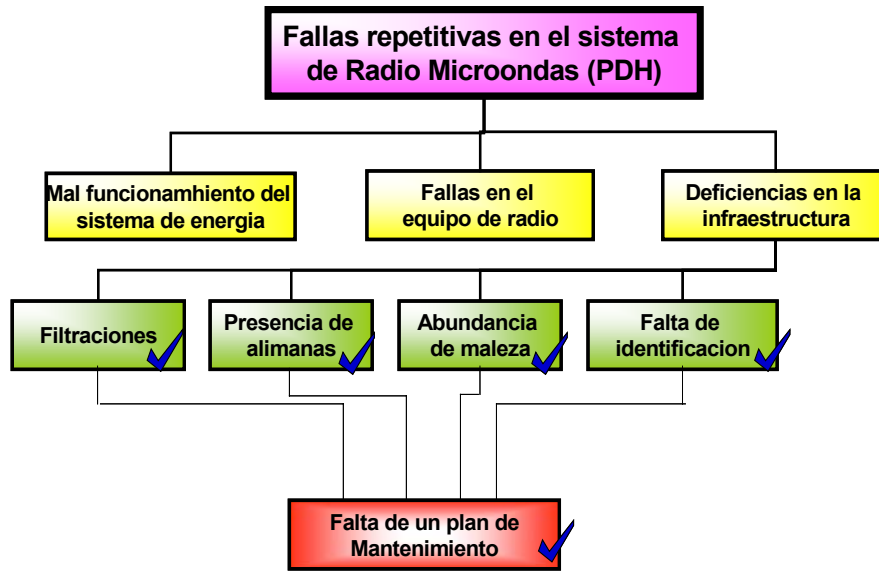 Fallas repetitivas en el sistema
de Radio Microondas (PDH)
Mal funcionamhiento del
sistema de energia
Fallas en el
equipo de radio
Deficiencias en la
infraestructura
Filtraciones
Presencia de
alimanas
Abundancia
de maleza
Falta de
identificacion
Falta de un plan de
Mantenimiento